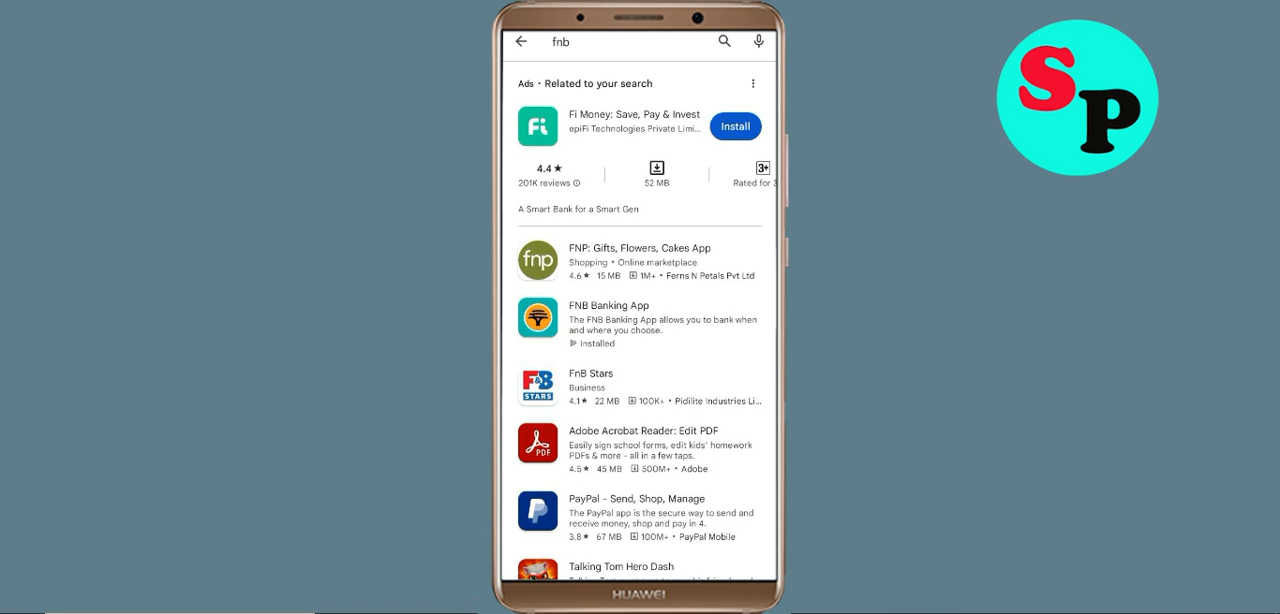 fnb
Ads • Related to your search
Fi
Fi Money: Save, Pay & Invest
epiFi Technologies Private Limi...
Install
4.4★
3+
201K reviews
52 MB
Rated for 3
A Smart Bank for a Smart Gen
fnp
FNP: Gifts, Flowers, Cakes App
Shopping • Online marketplace
4.6★ 15 MB 1M+ • Ferns N Petals Pvt Ltd
FNB Banking App
The FNB Banking App allows you to bank when
and where you choose.
Installed
F&B
STARS
FnB Stars
Business
4.1★ 22 MB 100K+ • Pidilite Industries Li...
PDF
Adobe Acrobat Reader: Edit PDF
Easily sign school forms, edit kids' homework
PDFs & more - all in a few taps.
4.5★ 45 MB 500M+ • Adobe
PayPal - Send, Shop, Manage
The PayPal app is the secure way to send and
receive money, shop and pay in 4.
3.8★ 67 MB 100M+ • PayPal Mobile
Talking Tom Hero Dash
HUAWEI
SP